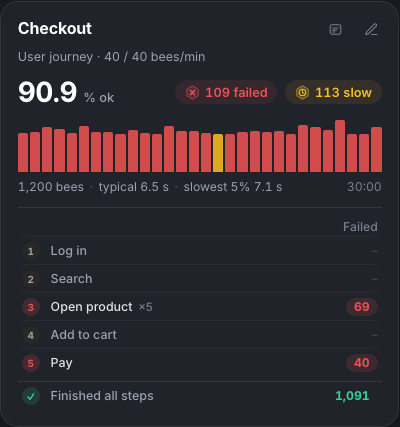 Checkout
User journey · 40 / 40 bees/min
90.9 % ok 109 failed 113 slow
1,200 bees · typical 6.5 s · slowest 5% 7.1 s 30:00
Failed
1 Log in –
2 Search –
3 Open product ×5 69
4 Add to cart –
5 Pay 40
Finished all steps 1,091